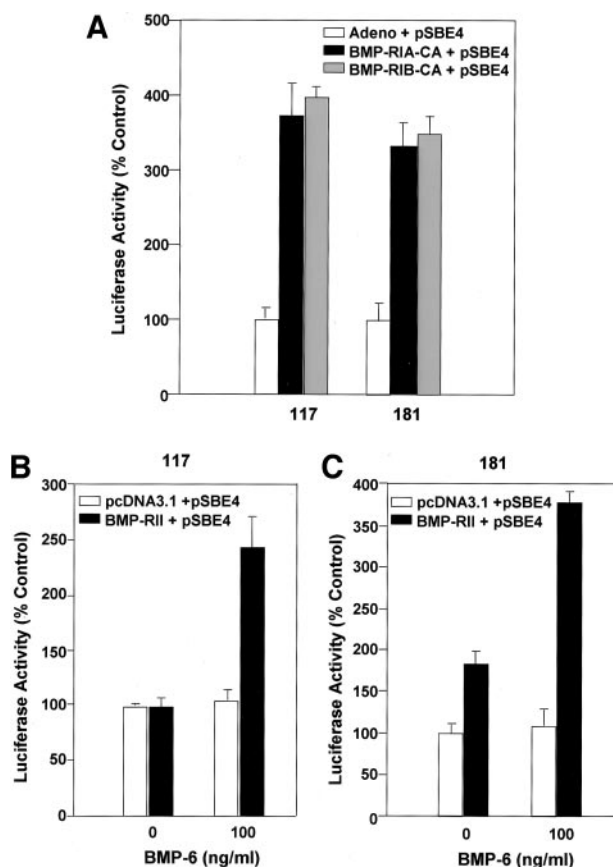 A
Adeno + pSBE4
BMP-RIA-CA + pSBE4
BMP-RIB-CA + pSBE4
Luciferase Activity (% Control)
500
400
300
200
100
0
117
181
B
117
pcDNA3.1 +pSBE4
BMP-RII + pSBE4
Luciferase Activity (% Control)
300
250
200
150
100
50
0
0
100
BMP-6 (ng/ml)
C
181
pcDNA3.1 +pSBE4
BMP-RII + pSBE4
Luciferase Activity (% Control)
400
350
300
250
200
150
100
50
0
0
100
BMP-6 (ng/ml)